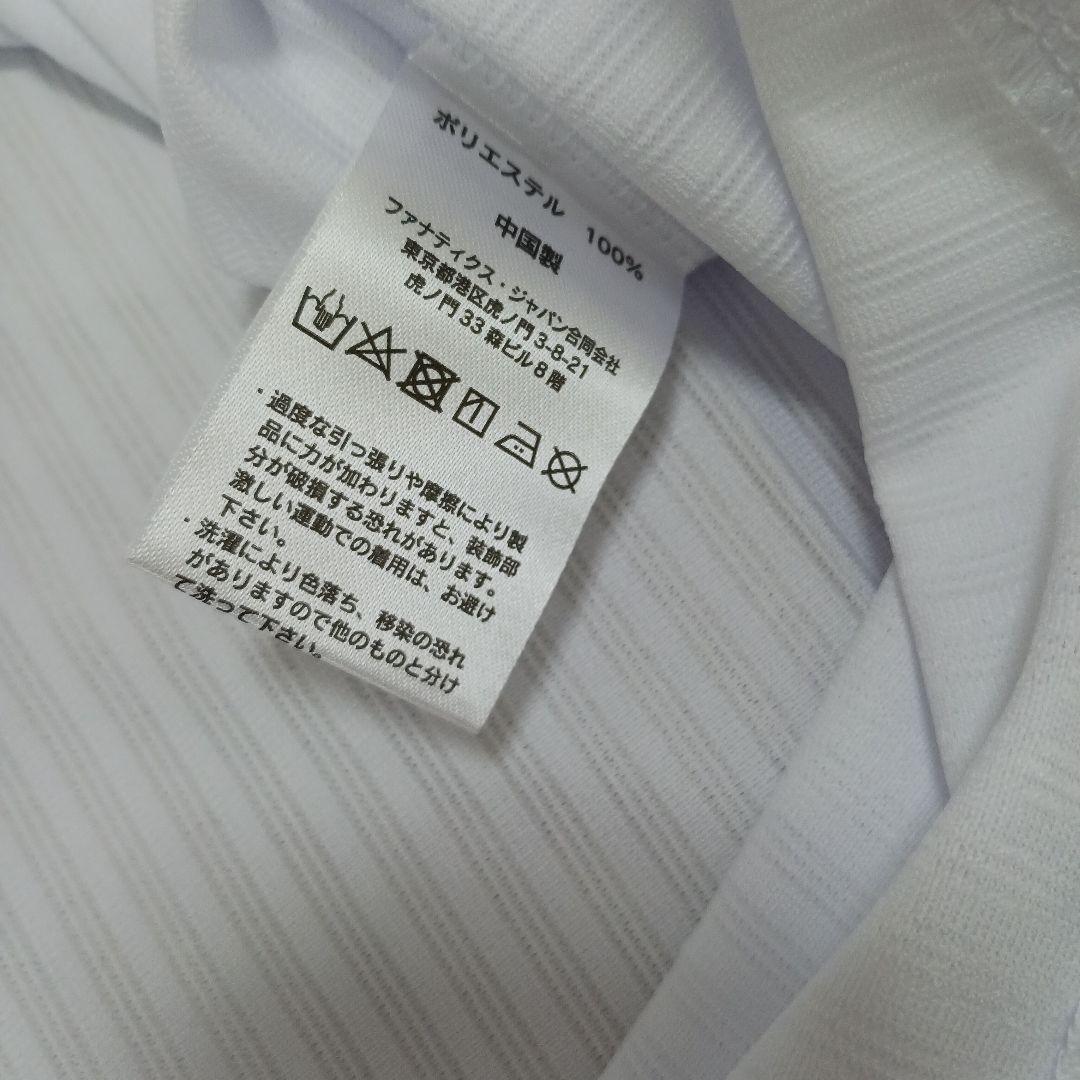 ポリエステル 100%
中国製
ファナティクス・ジャパン合同会社
東京都港区虎ノ門3-8-21
虎ノ門33森ビル8階
・過度な引っ張りや摩擦により製
品に力が加わりますと、装飾部
分が破損する恐れがあります。
激しい運動での着用は、お避け
下さい。
・洗濯により色落ち、移染の恐れ
がありますので他のものと分け
て洗って下さい。